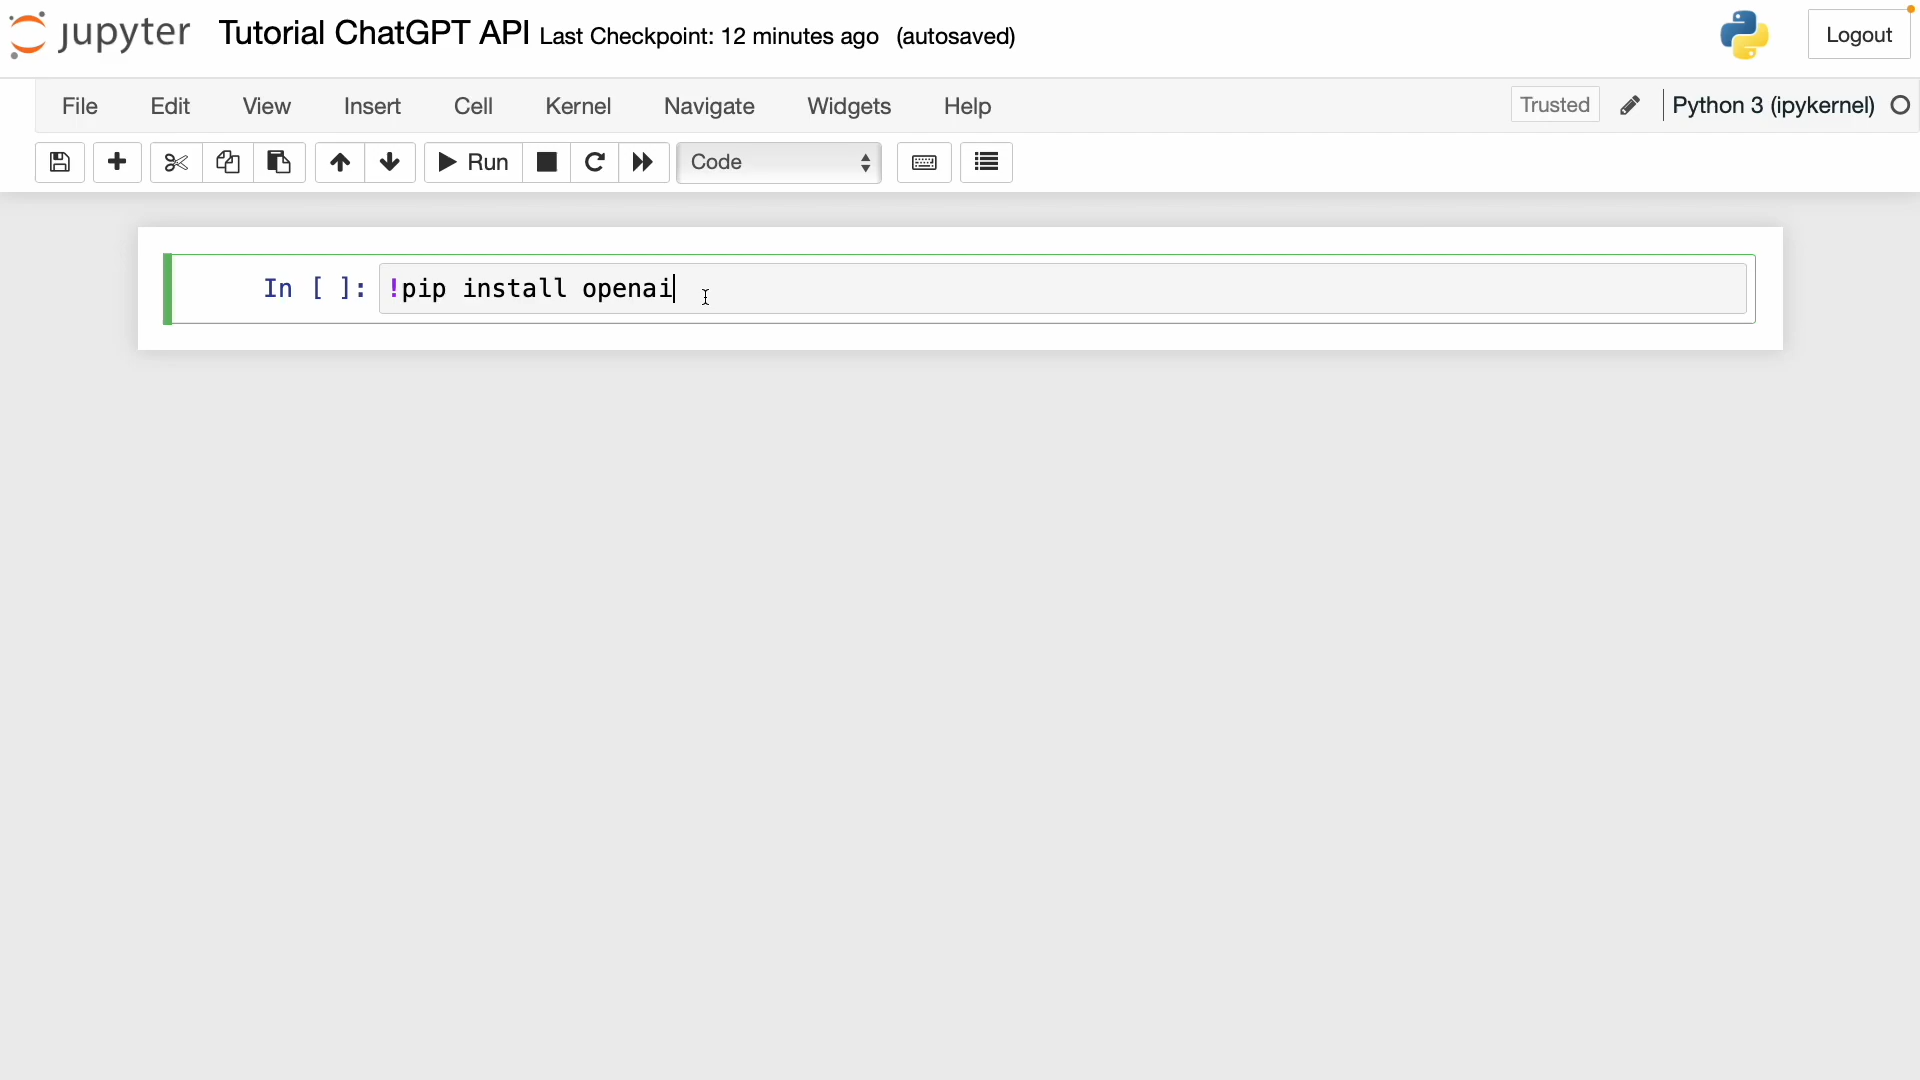 jupyter Tutorial ChatGPT API Last Checkpoint: 12 minutes ago (autosaved) Logout
File Edit View Insert Cell Kernel Navigate Widgets Help Trusted Python 3 (ipykernel)
Run Code
In [ ]: !pip install openai